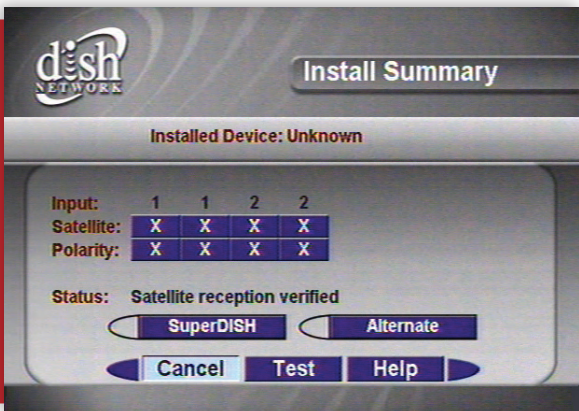 dish
NETWORK
Install Summary
Installed Device: Unknown
Input: 1 1 2 2
Satellite: X X X X
Polarity: X X X X
Status: Satellite reception verified
SuperDISH Alternate
Cancel Test Help